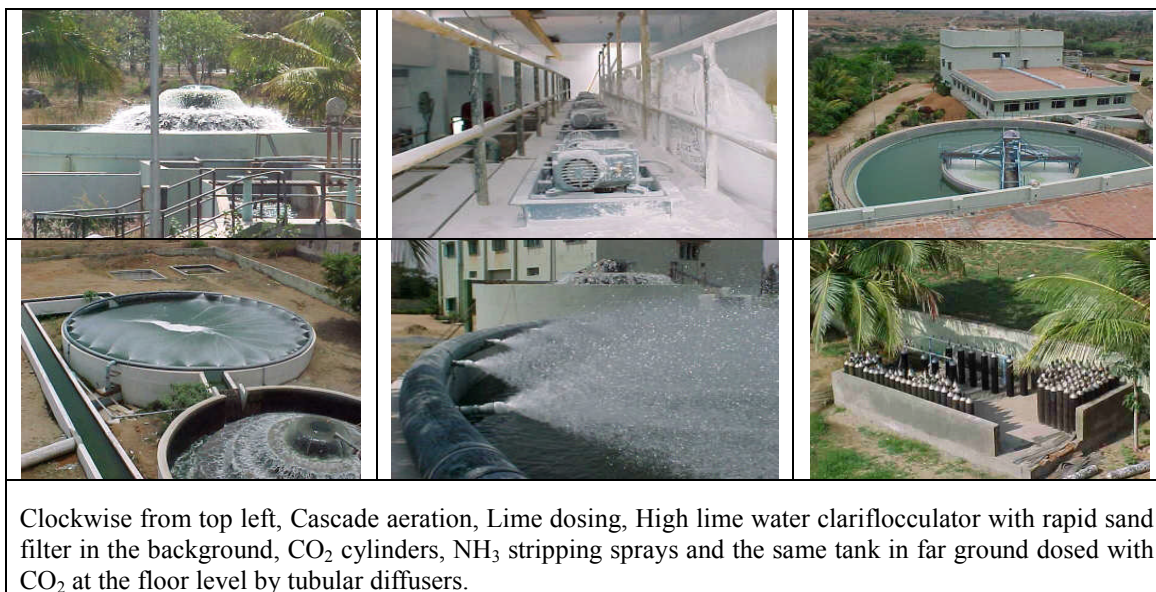 Clockwise from top left, Cascade aeration, Lime dosing, High lime water clariflocculator with rapid sand
filter in the background, CO₂ cylinders, NH₃ stripping sprays and the same tank in far ground dosed with
CO₂ at the floor level by tubular diffusers.